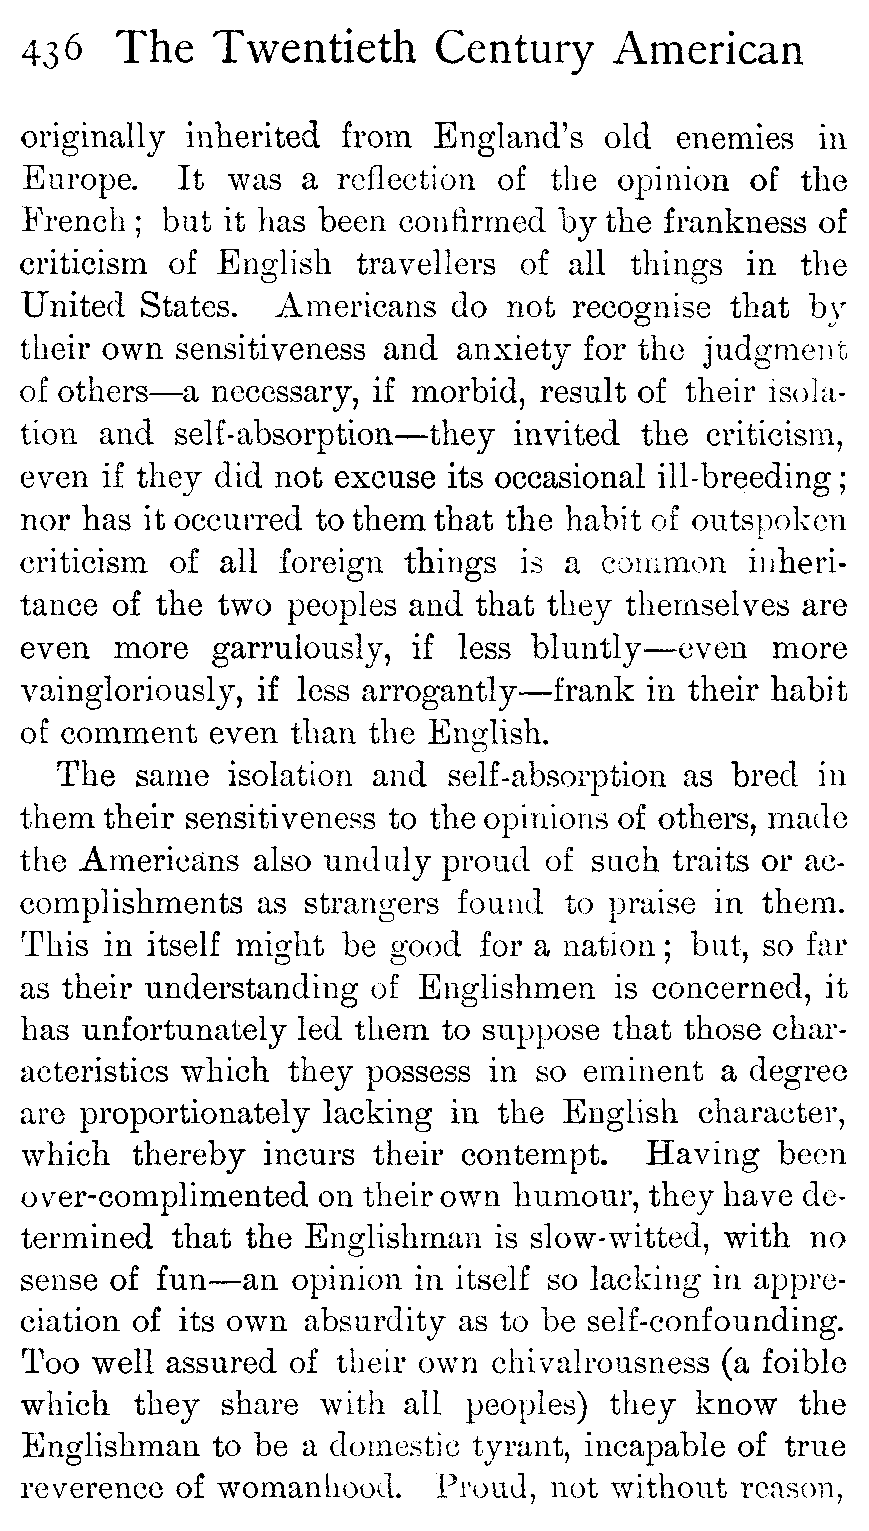 436 The Twentieth Century American
originally inherited from England's old enemies in
Europe. It was a reflection of the opinion of the
French; but it has been confirmed by the frankness of
criticism of English travellers of all things in the
United States. Americans do not recognise that by
their own sensitiveness and anxiety for the judgment
of others—a necessary, if morbid, result of their isola-
tion and self-absorption—they invited the criticism,
even if they did not excuse its occasional ill-breeding;
nor has it occurred to them that the habit of outspoken
criticism of all foreign things is a common inheri-
tance of the two peoples and that they themselves are
even more garrulously, if less bluntly—even more
vaingloriously, if less arrogantly—frank in their habit
of comment even than the English.
The same isolation and self-absorption as bred in
them their sensitiveness to the opinions of others, made
the Americans also unduly proud of such traits or ac-
complishments as strangers found to praise in them.
This in itself might be good for a nation; but, so far
as their understanding of Englishmen is concerned, it
has unfortunately led them to suppose that those char-
acteristics which they possess in so eminent a degree
are proportionately lacking in the English character,
which thereby incurs their contempt. Having been
over-complimented on their own humour, they have de-
termined that the Englishman is slow-witted, with no
sense of fun—an opinion in itself so lacking in appre-
ciation of its own absurdity as to be self-confounding.
Too well assured of their own chivalrousness (a foible
which they share with all peoples) they know the
Englishman to be a domestic tyrant, incapable of true
reverence of womanhood. Proud, not without reason,